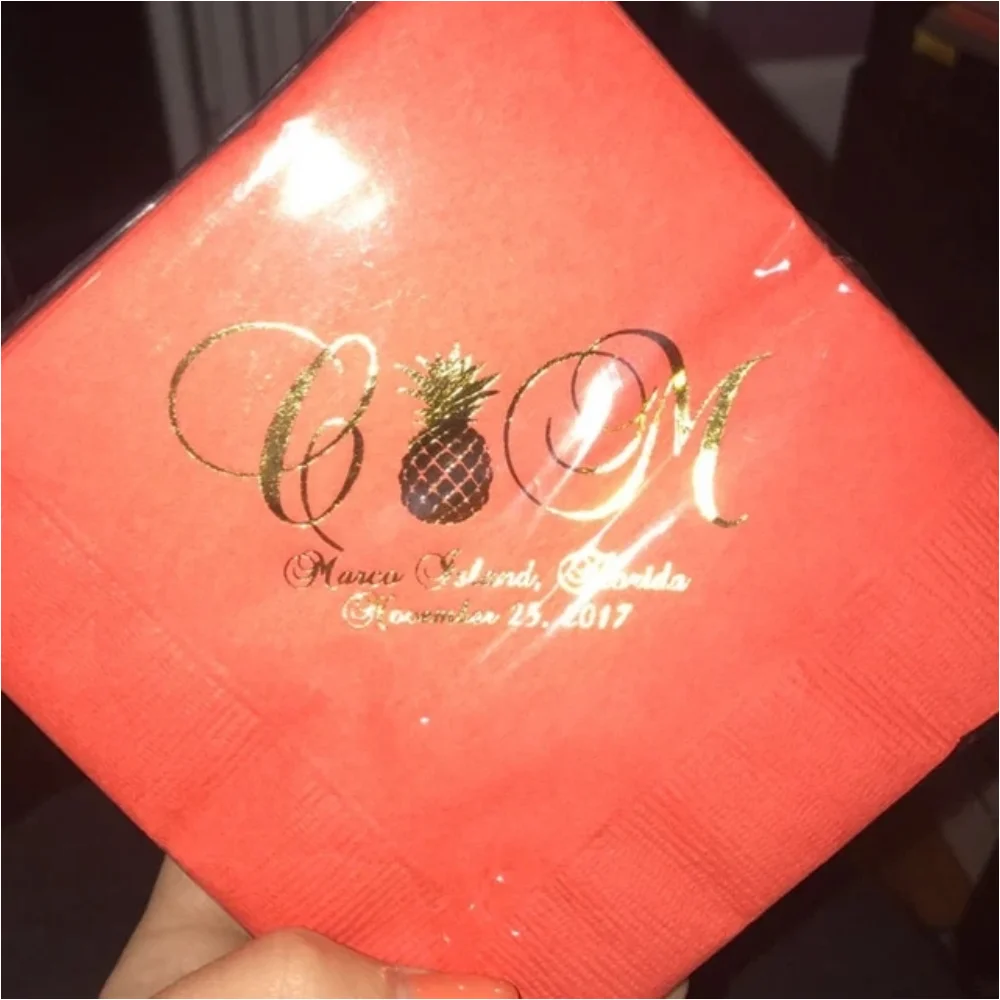 C M
Marco Island, Florida
November 25, 2017